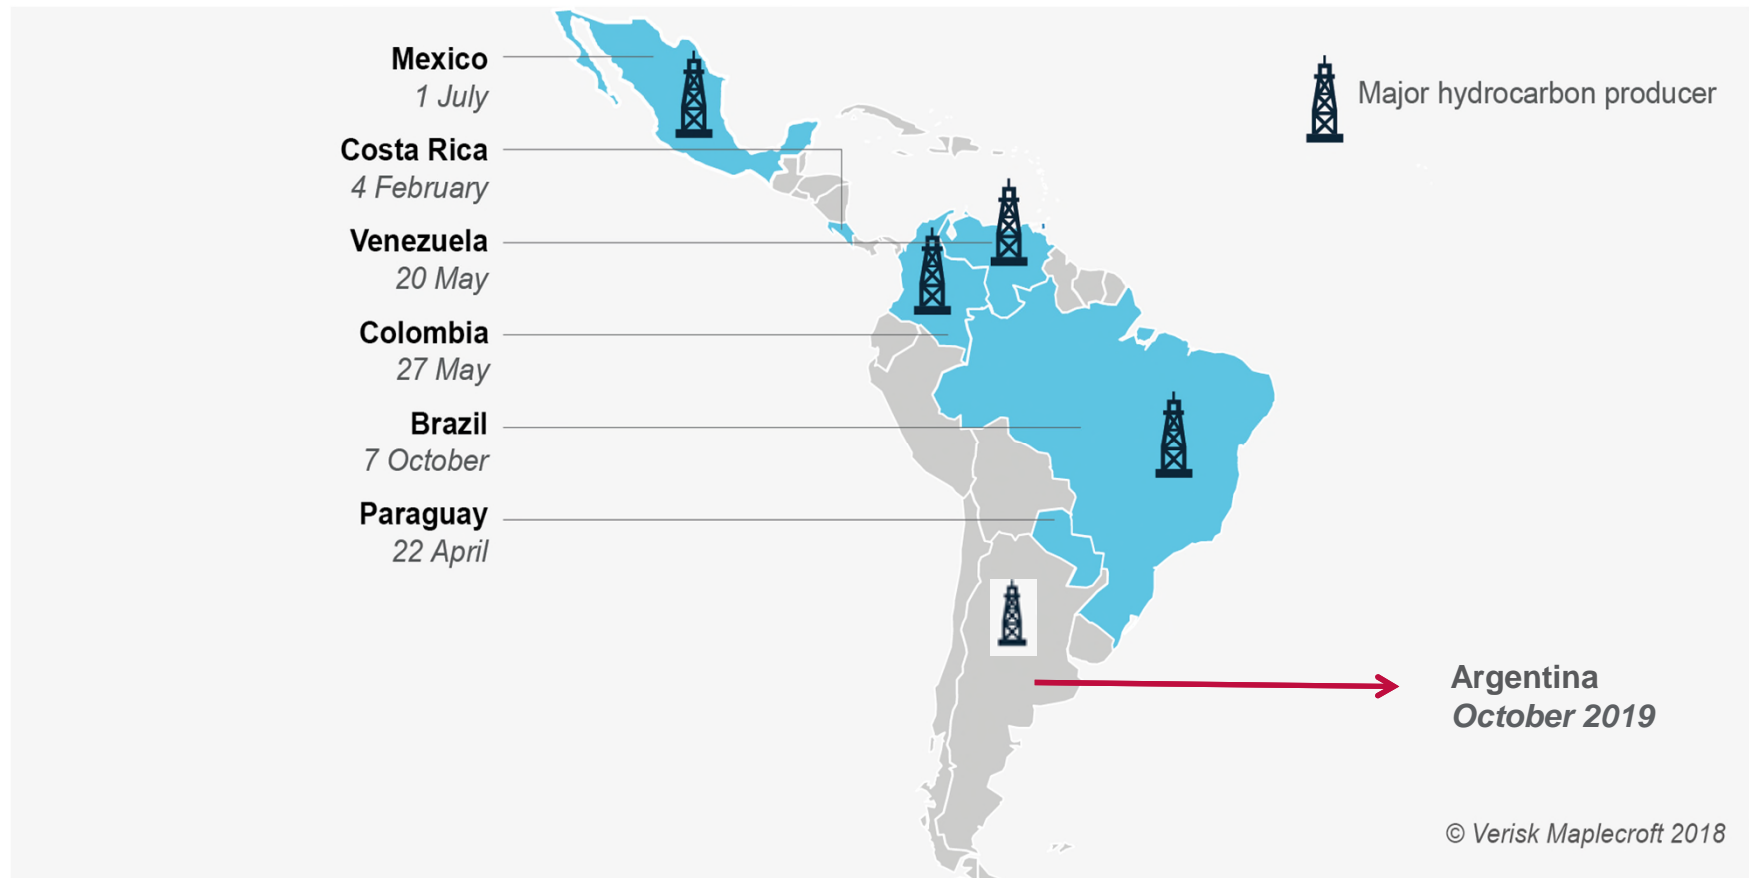 Mexico
1 July
Costa Rica
4 February
Venezuela
20 May
Colombia
27 May
Brazil
7 October
Paraguay
22 April
Major hydrocarbon producer
Argentina
October 2019
© Verisk Maplecroft 2018